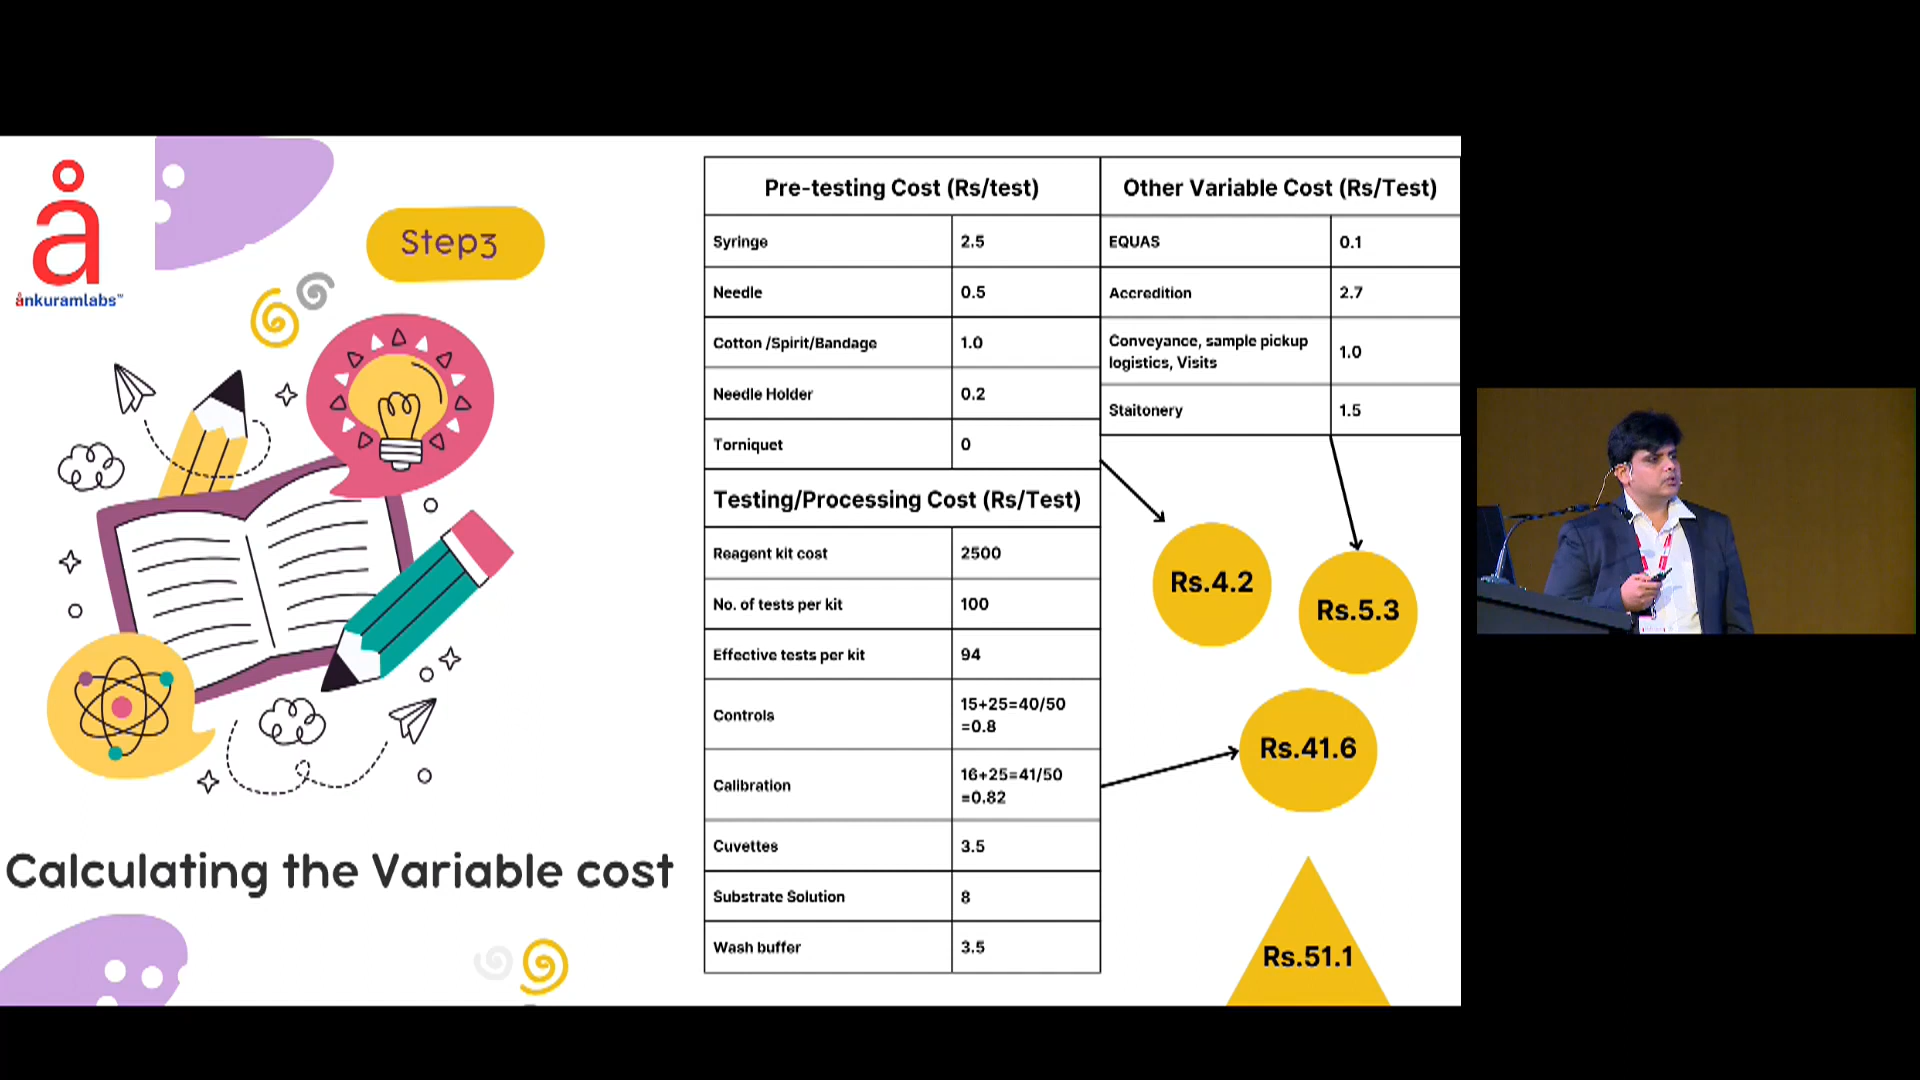 ånkuramlabs™
Step3
Calculating the Variable cost
Pre-testing Cost (Rs/test)
Syringe 2.5
Needle 0.5
Cotton /Spirit/Bandage 1.0
Needle Holder 0.2
Torniquet 0
Testing/Processing Cost (Rs/Test)
Reagent kit cost 2500
No. of tests per kit 100
Effective tests per kit 94
Controls 15+25=40/50
=0.8
Calibration 16+25=41/50
=0.82
Cuvettes 3.5
Substrate Solution 8
Wash buffer 3.5
Other Variable Cost (Rs/Test)
EQUAS 0.1
Accredition 2.7
Conveyance, sample pickup
logistics, Visits 1.0
Staitonery 1.5
Rs.4.2
Rs.5.3
Rs.41.6
Rs.51.1